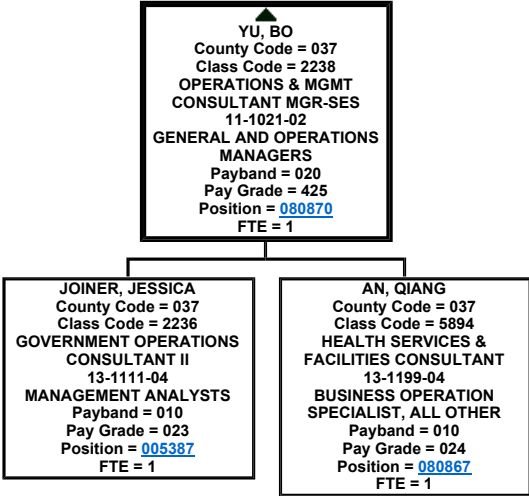 YU, BO
County Code = 037
Class Code = 2238
OPERATIONS & MGMT
CONSULTANT MGR-SES
11-1021-02
GENERAL AND OPERATIONS
MANAGERS
Payband = 020
Pay Grade = 425
Position = 080870
FTE = 1
JOINER, JESSICA
County Code = 037
Class Code = 2236
GOVERNMENT OPERATIONS
CONSULTANT II
13-1111-04
MANAGEMENT ANALYSTS
Payband = 010
Pay Grade = 023
Position = 005387
FTE = 1
AN, QIANG
County Code = 037
Class Code = 5894
HEALTH SERVICES &
FACILITIES CONSULTANT
13-1199-04
BUSINESS OPERATION
SPECIALIST, ALL OTHER
Payband = 010
Pay Grade = 024
Position = 080867
FTE = 1